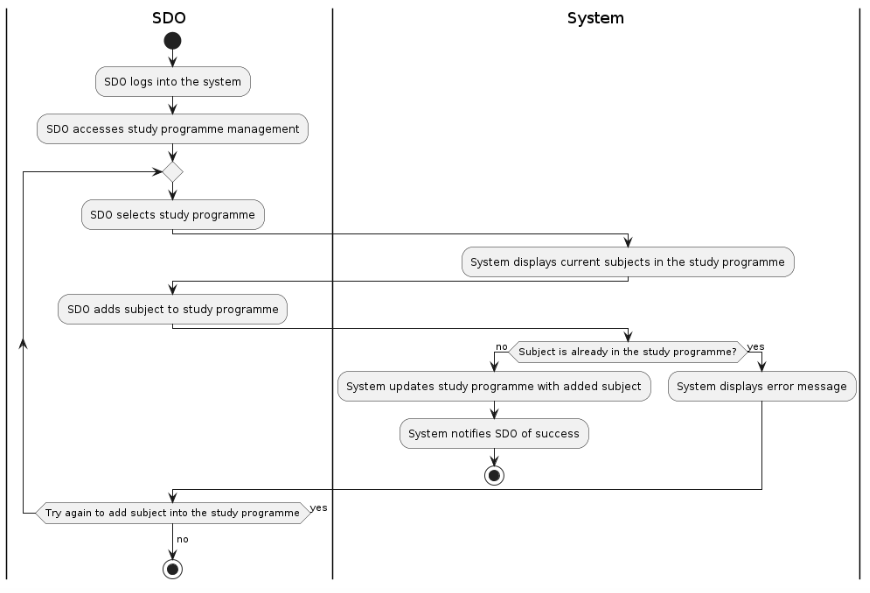 SDO
System
SDO logs into the system
SDO accesses study programme management
SDO selects study programme
System displays current subjects in the study programme
SDO adds subject to study programme
no
Subject is already in the study programme?
yes
System updates study programme with added subject
System displays error message
System notifies SDO of success
Try again to add subject into the study programme
yes
no